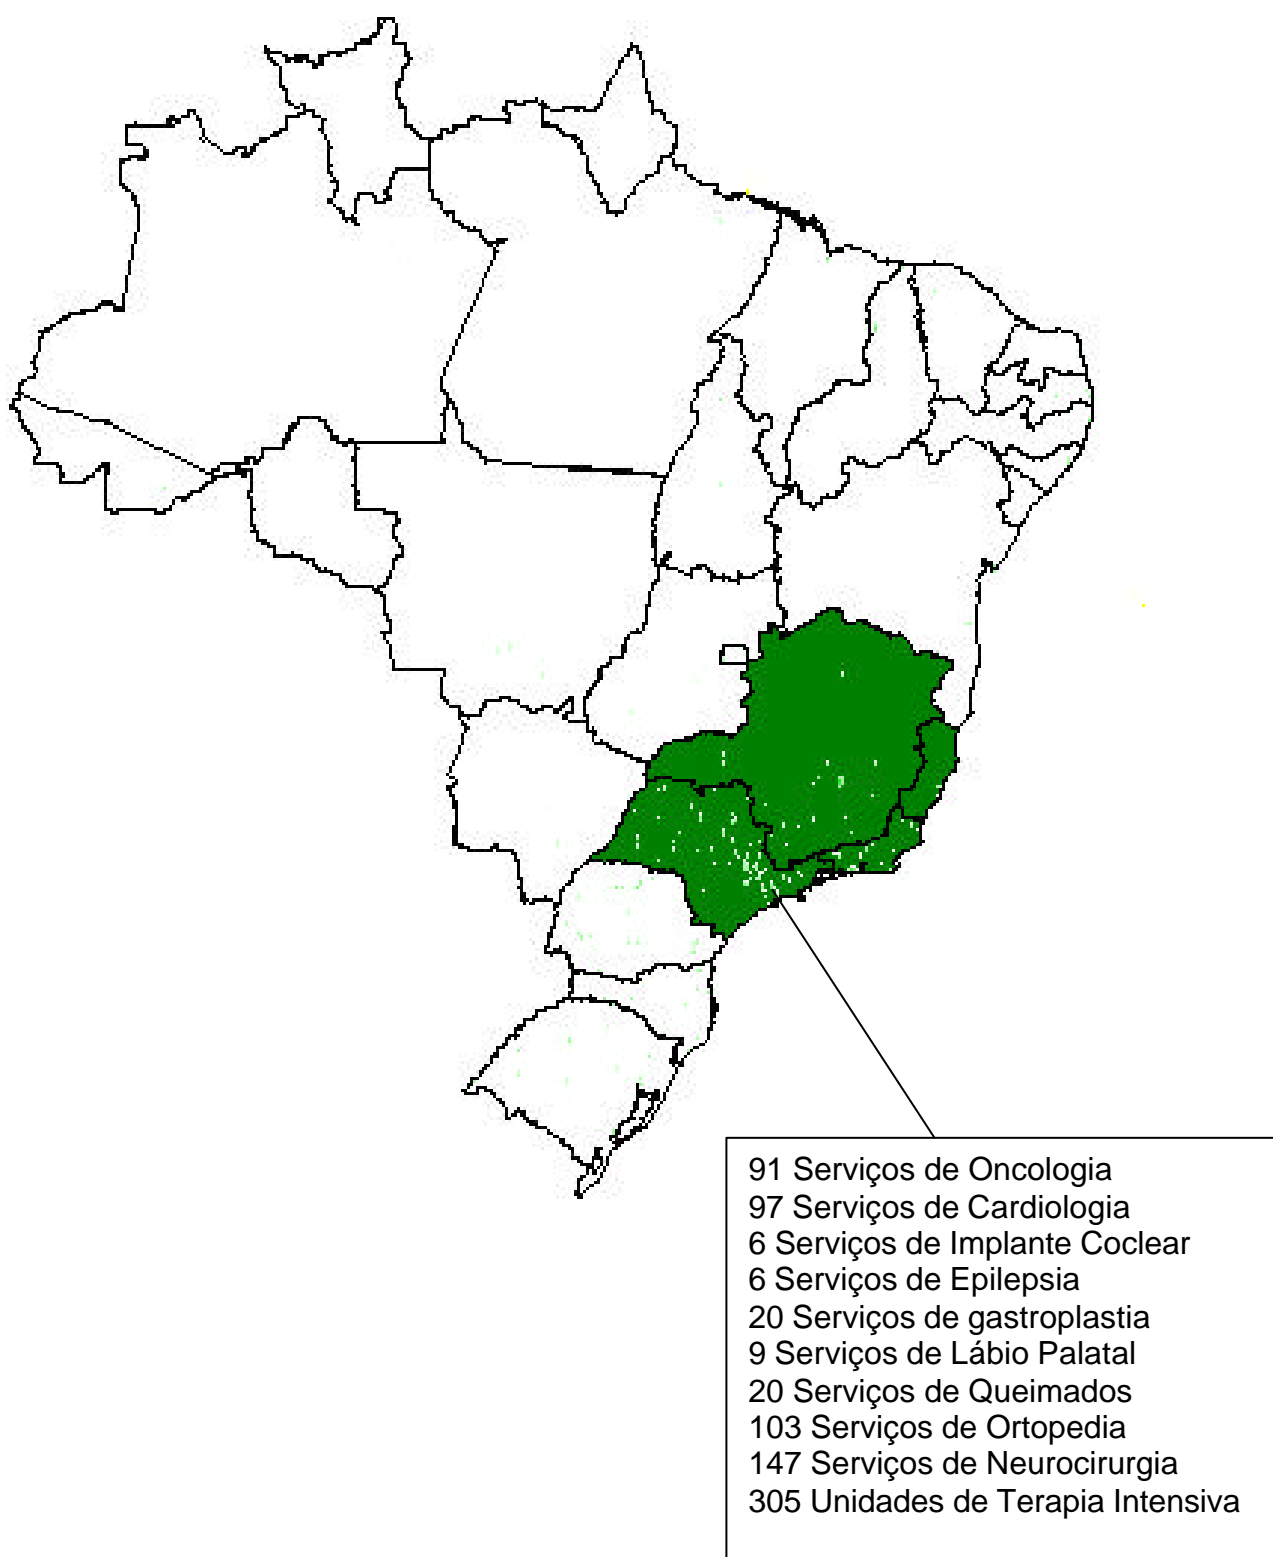 91 Serviços de Oncologia
97 Serviços de Cardiologia
6 Serviços de Implante Coclear
6 Serviços de Epilepsia
20 Serviços de gastroplastia
9 Serviços de Lábio Palatal
20 Serviços de Queimados
103 Serviços de Ortopedia
147 Serviços de Neurocirurgia
305 Unidades de Terapia Intensiva